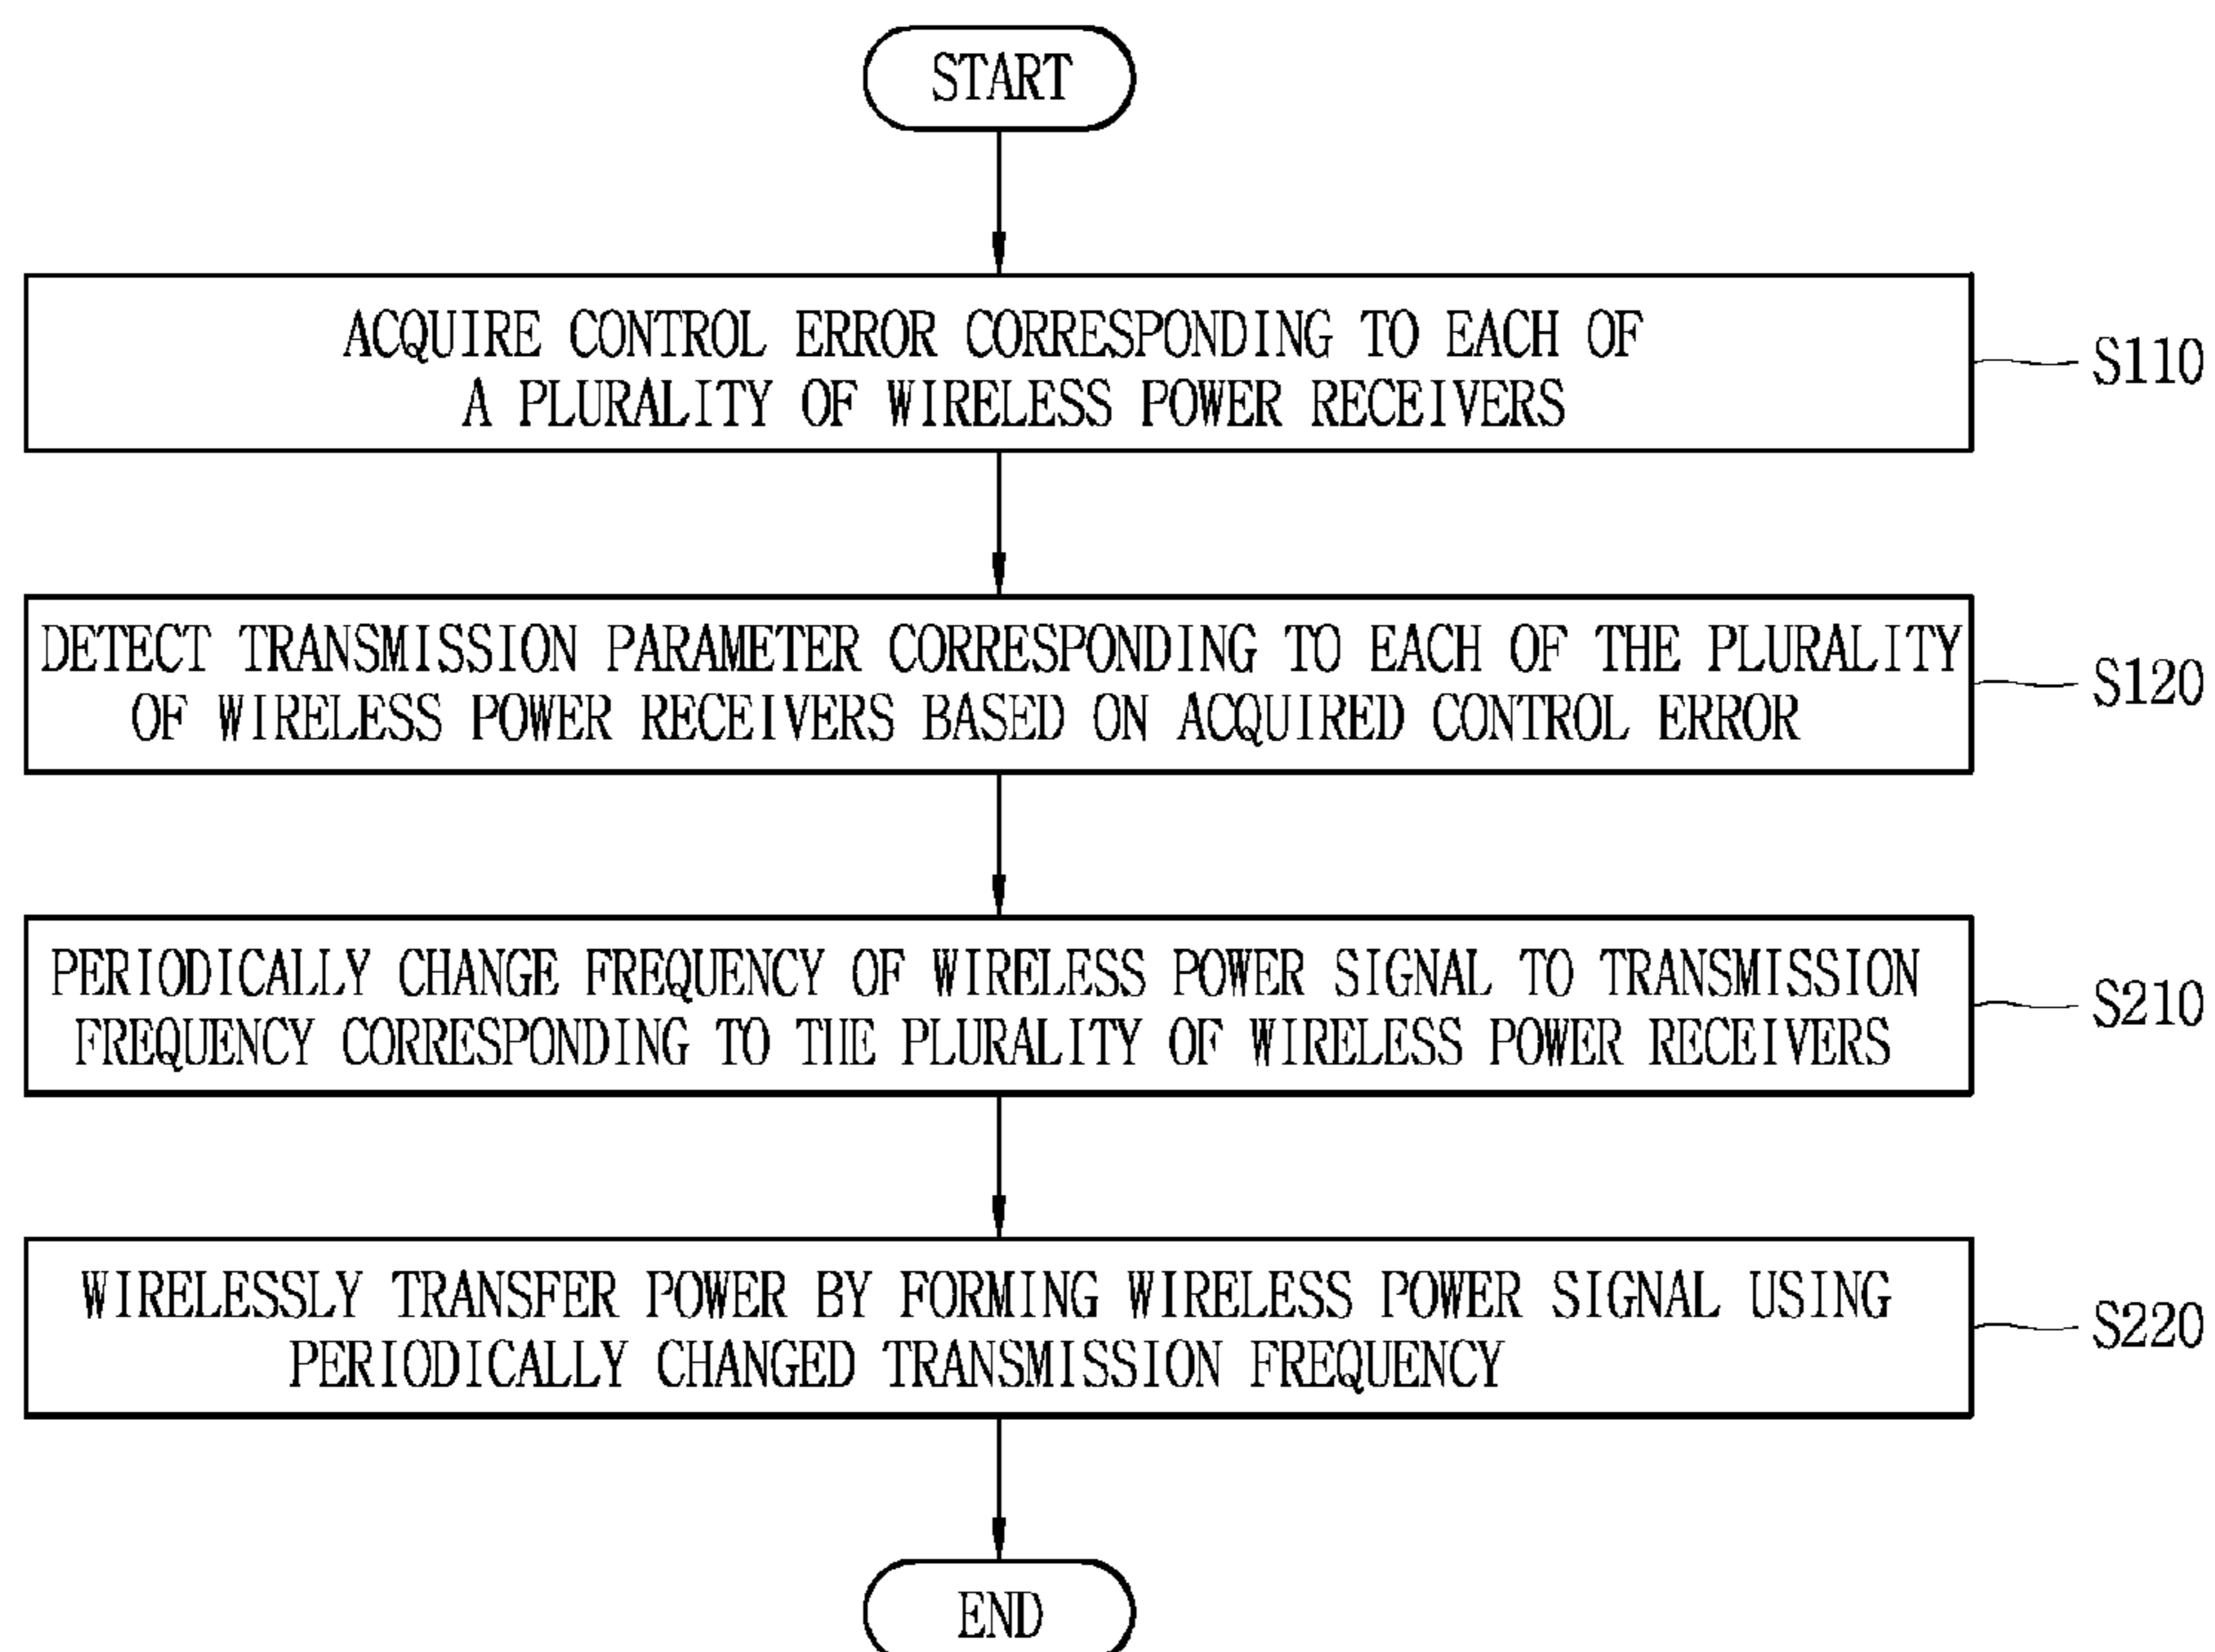 START
ACQUIRE CONTROL ERROR CORRESPONDING TO EACH OF
A PLURALITY OF WIRELESS POWER RECEIVERS
S110
DETECT TRANSMISSION PARAMETER CORRESPONDING TO EACH OF THE PLURALITY
OF WIRELESS POWER RECEIVERS BASED ON ACQUIRED CONTROL ERROR
S120
PERIODICALLY CHANGE FREQUENCY OF WIRELESS POWER SIGNAL TO TRANSMISSION
FREQUENCY CORRESPONDING TO THE PLURALITY OF WIRELESS POWER RECEIVERS
S210
WIRELESSLY TRANSFER POWER BY FORMING WIRELESS POWER SIGNAL USING
PERIODICALLY CHANGED TRANSMISSION FREQUENCY
S220
END